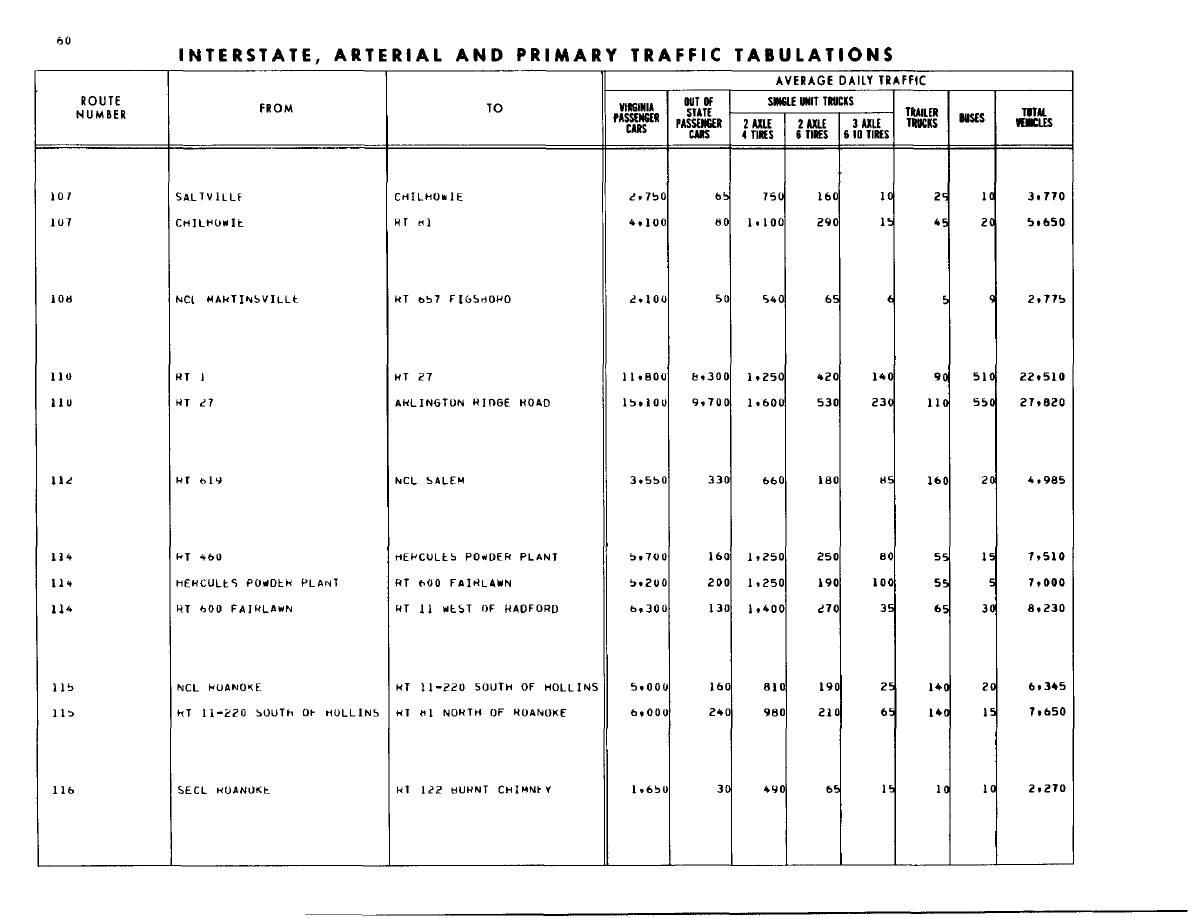 60
INTERSTATE, ARTERIAL AND PRIMARY TRAFFIC TABULATIONS
AVERAGE DAILY TRAFFIC
ROUTE NUMBER FROM TO VIRGINIA PASSENGER CARS OUT OF STATE PASSENGER CARS SINGLE UNIT TRUCKS 2 AXLE 4 TIRES 2 AXLE 6 TIRES 3 AXLE 6 10 TIRES TRAILER TRUCKS BUSES TOTAL VEHICLES
107 SALTVILLE CHILHOWIE 2,750 65 750 160 10 25 10 3,770
107 CHILHOWIE RT 81 4,100 80 1,100 290 15 45 20 5,650
108 NCL MARTINSVILLE RT 657 FIGSBORO 2,100 50 540 65 6 5 9 2,775
110 RT 1 RT 27 11,800 8,300 1,250 420 140 90 510 22,510
110 RT 27 ARLINGTON RIDGE ROAD 15,100 9,700 1,600 530 230 110 550 27,820
112 RT 619 NCL SALEM 3,550 330 660 180 85 160 20 4,985
114 RT 460 HERCULES POWDER PLANT 5,700 160 1,250 250 80 55 15 7,510
114 HERCULES POWDER PLANT RT 600 FAIRLAWN 5,200 200 1,250 190 100 55 5 7,000
114 RT 600 FAIRLAWN RT 11 WEST OF RADFORD 6,300 130 1,400 270 35 65 30 8,230
115 NCL ROANOKE RT 11-220 SOUTH OF HOLLINS 5,000 160 810 190 25 140 20 6,345
115 RT 11-220 SOUTH OF HOLLINS RT 81 NORTH OF ROANOKE 6,000 240 980 210 65 140 15 7,650
116 SECL ROANOKE RT 122 BURNT CHIMNEY 1,650 30 490 65 15 10 10 2,270